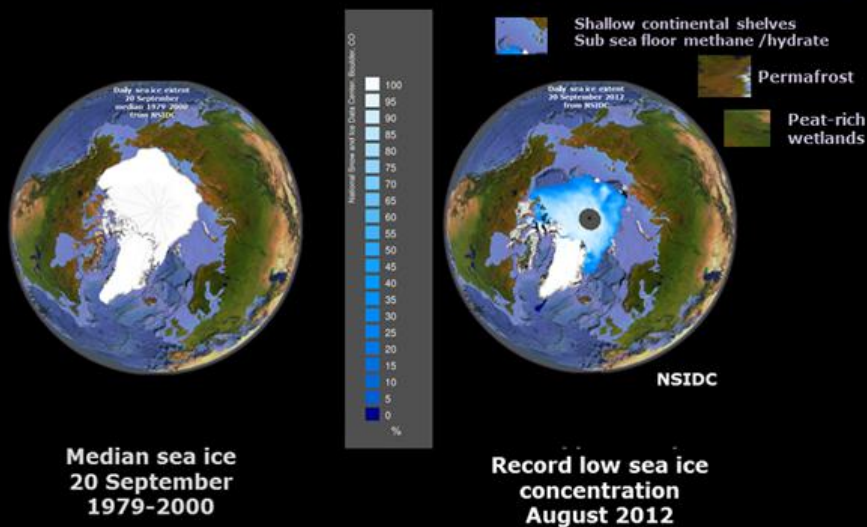 Shallow continental shelves
Sub sea floor methane /hydrate
Permafrost
Peat-rich
wetlands
Daily sea ice extent
20 September
median 1979-2000
from NSIDC
National Snow and Ice Data Center, Boulder, CO
100
95
90
85
80
75
70
65
60
55
50
45
40
35
30
25
20
15
10
5
0
%
Daily sea ice extent
20 September 2012
from NSIDC
NSIDC
Median sea ice
20 September
1979-2000
Record low sea ice
concentration
August 2012